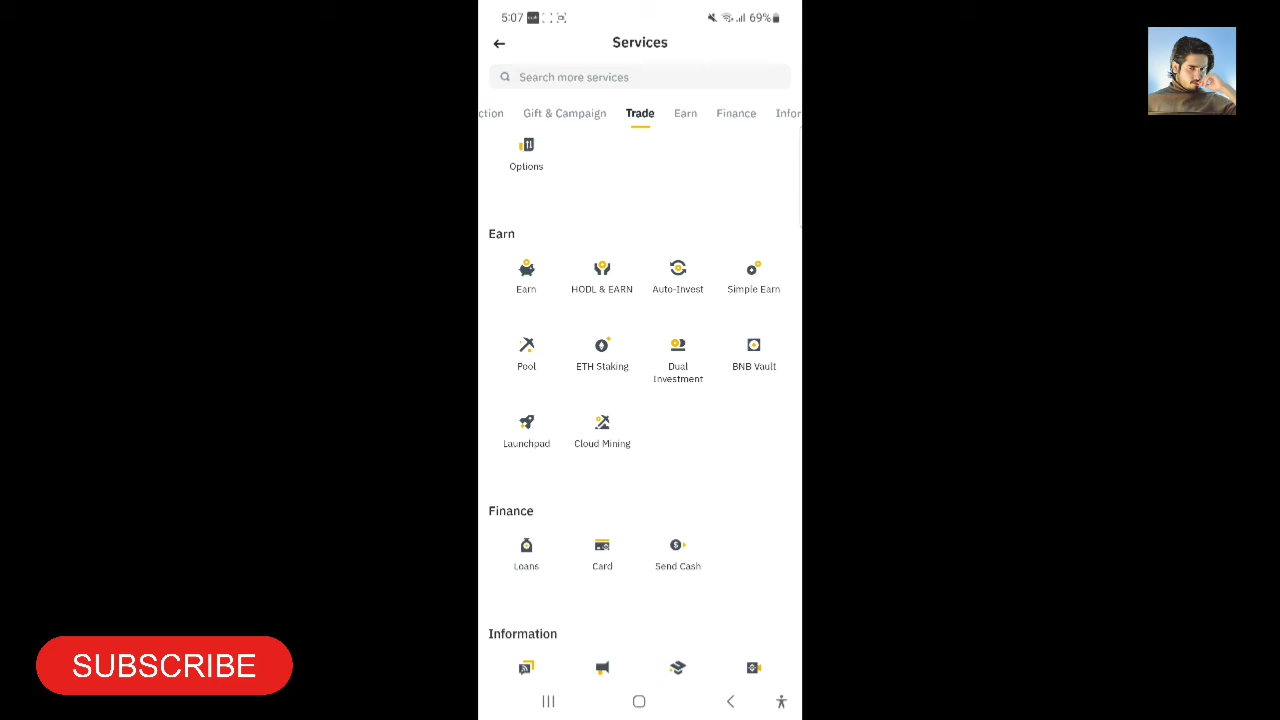 5:07
69%
Services
Search more services
ction Gift & Campaign Trade Earn Finance Infor
Options
Earn
Earn HODL & EARN Auto-Invest Simple Earn
Pool ETH Staking Dual Investment BNB Vault
Launchpad Cloud Mining
Finance
Loans Card Send Cash
Information
SUBSCRIBE